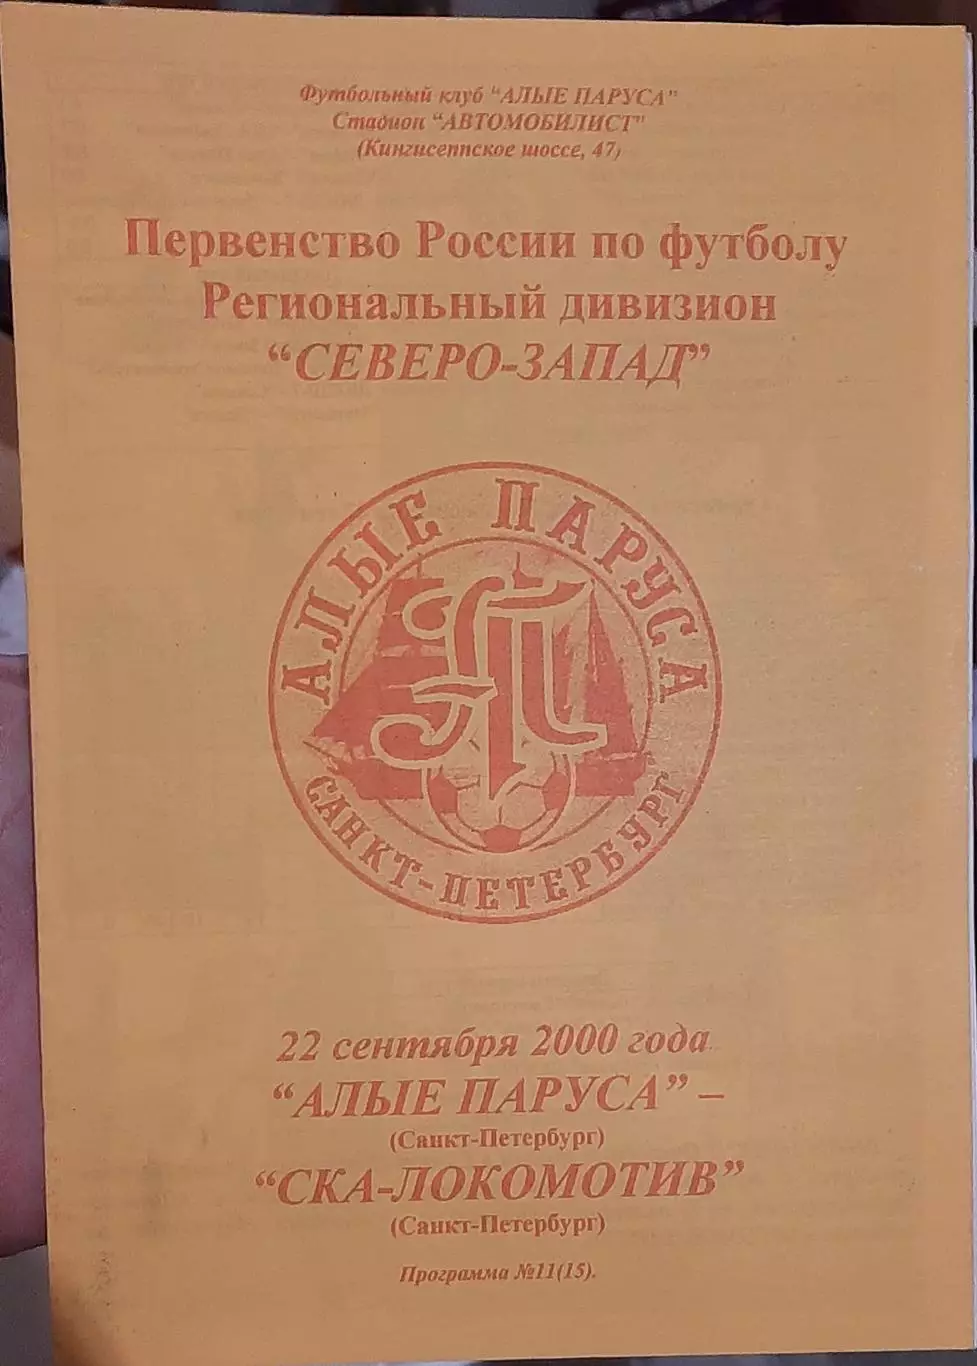 Футбольный клуб “АЛЫЕ ПАРУСА”
Стадион “АВТОМОБИЛИСТ”
(Кингисеппское шоссе, 47)
Первенство России по футболу
Региональный дивизион
“СЕВЕРО-ЗАПАД”
АЛЫЕ ПАРУСА
АП
САНКТ-ПЕТЕРБУРГ
22 сентября 2000 года
“АЛЫЕ ПАРУСА” –
(Санкт-Петербург)
“СКА-ЛОКОМОТИВ”
(Санкт-Петербург)
Программа №11(15).